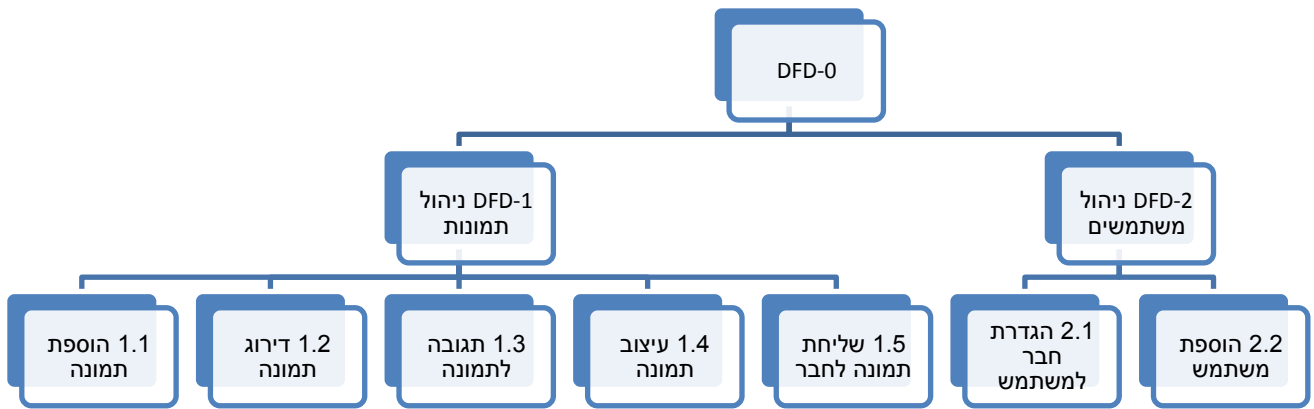 DFD-0
DFD-1 ניהול
תמונות
DFD-2 ניהול
משתמשים
1.1 הוספת
תמונה
1.2 דירוג
תמונה
1.3 תגובה
לתמונה
1.4 עיצוב
תמונה
1.5 שליחת
תמונה לחבר
2.1 הגדרת
חבר
למשתמש
2.2 הוספת
משתמש